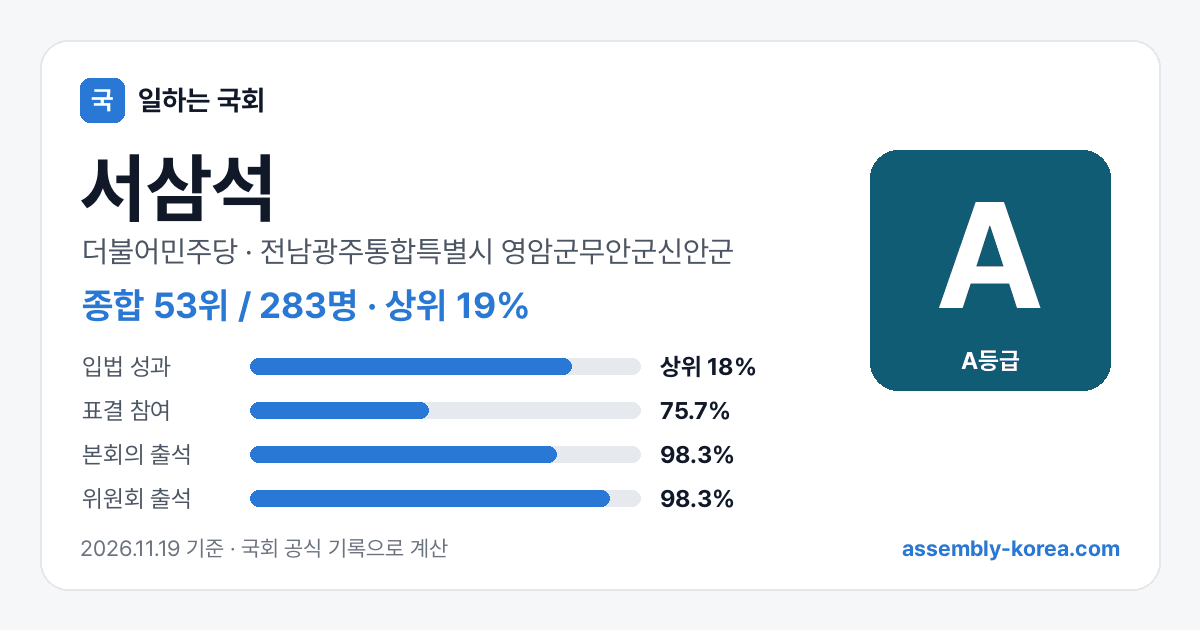 국 일하는 국회
서삼석
더불어민주당 · 전남광주통합특별시 영암군무안군신안군
종합 53위 / 283명 · 상위 19%
A
A등급
입법 성과 상위 18%
표결 참여 75.7%
본회의 출석 98.3%
위원회 출석 98.3%
2026.11.19 기준 · 국회 공식 기록으로 계산
assembly-korea.com